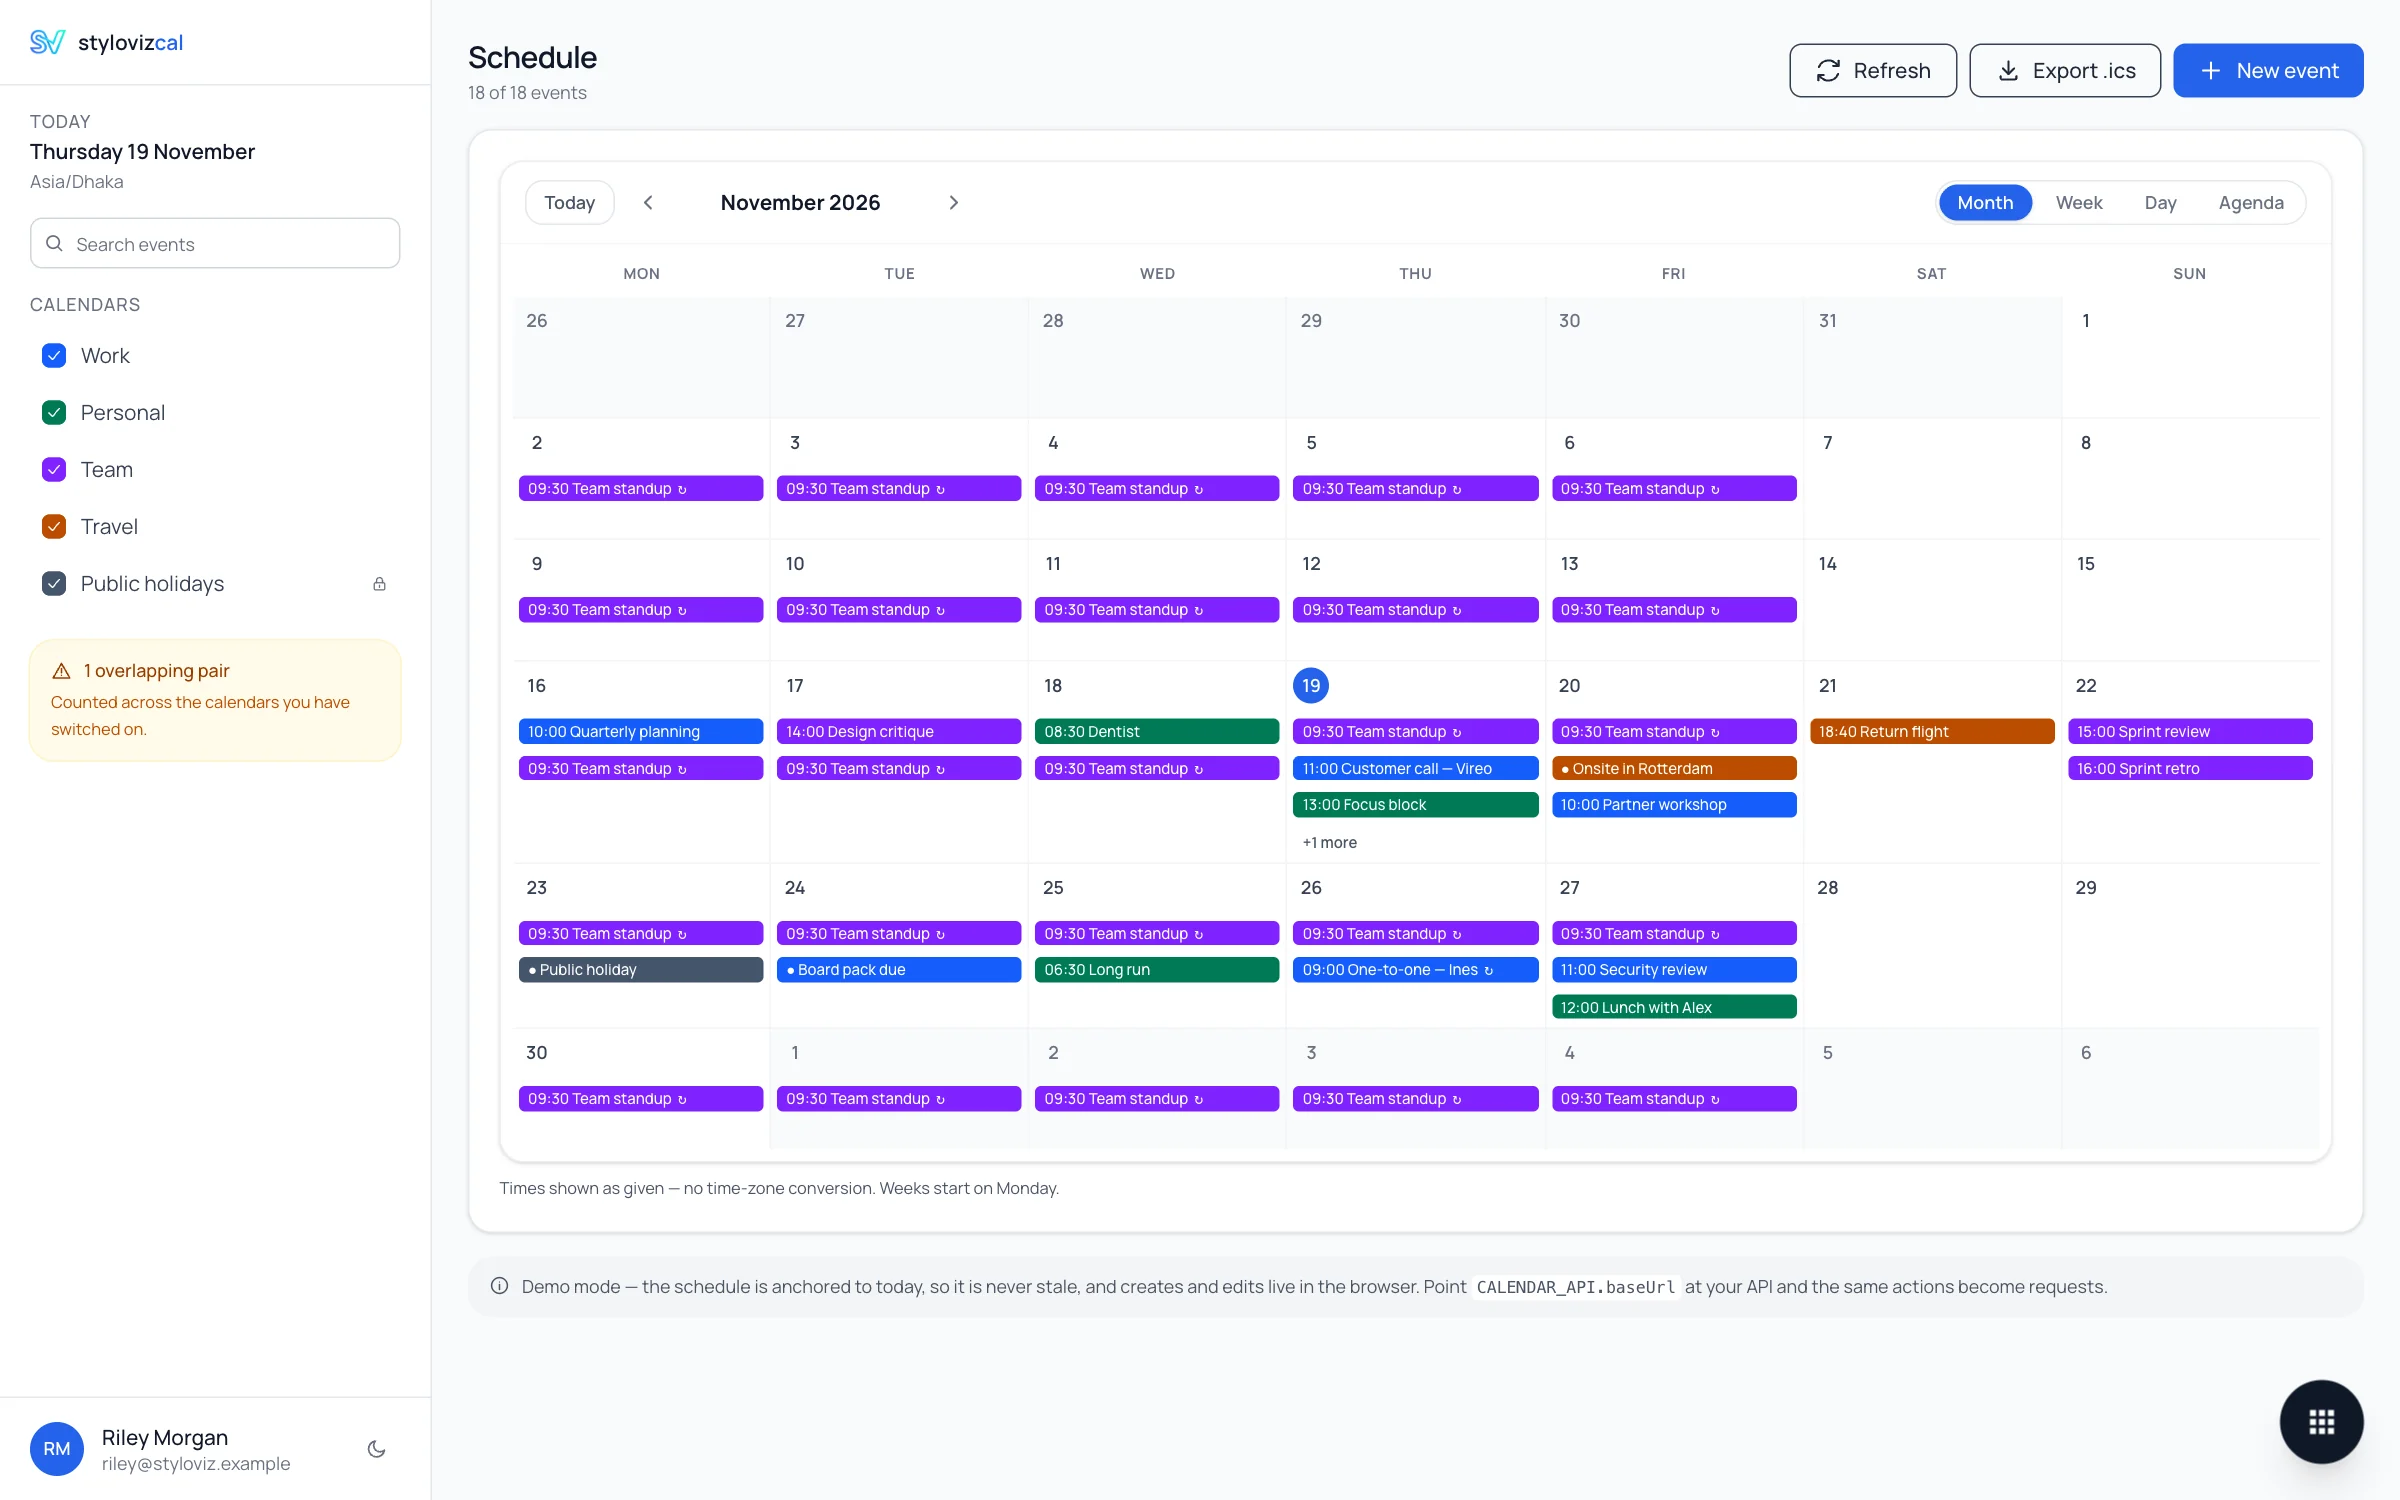 stylovizcal
TODAY
Thursday 19 November
Asia/Dhaka
Search events
CALENDARS
Work
Personal
Team
Travel
Public holidays
1 overlapping pair
Counted across the calendars you have
switched on.
RM
Riley Morgan
riley@styloviz.example
Schedule
18 of 18 events
Refresh
Export .ics
New event
Today
November 2026
Month Week Day Agenda
MON TUE WED THU FRI SAT SUN
26 27 28 29 30 31 1
2 3 4 5 6 7 8
09:30 Team standup ↻ 09:30 Team standup ↻ 09:30 Team standup ↻ 09:30 Team standup ↻ 09:30 Team standup ↻
9 10 11 12 13 14 15
09:30 Team standup ↻ 09:30 Team standup ↻ 09:30 Team standup ↻ 09:30 Team standup ↻ 09:30 Team standup ↻
16 17 18 19 20 21 22
10:00 Quarterly planning 14:00 Design critique 08:30 Dentist 09:30 Team standup ↻ 09:30 Team standup ↻ 18:40 Return flight 15:00 Sprint review
09:30 Team standup ↻ 09:30 Team standup ↻ 09:30 Team standup ↻ 11:00 Customer call — Vireo ● Onsite in Rotterdam 16:00 Sprint retro
13:00 Focus block 10:00 Partner workshop
+1 more
23 24 25 26 27 28 29
09:30 Team standup ↻ 09:30 Team standup ↻ 09:30 Team standup ↻ 09:30 Team standup ↻ 09:30 Team standup ↻
● Public holiday ● Board pack due 06:30 Long run 09:00 One-to-one — Ines ↻ 11:00 Security review
12:00 Lunch with Alex
30 1 2 3 4 5 6
09:30 Team standup ↻ 09:30 Team standup ↻ 09:30 Team standup ↻ 09:30 Team standup ↻ 09:30 Team standup ↻
Times shown as given — no time-zone conversion. Weeks start on Monday.
Demo mode — the schedule is anchored to today, so it is never stale, and creates and edits live in the browser. Point CALENDAR_API.baseUrl at your API and the same actions become requests.